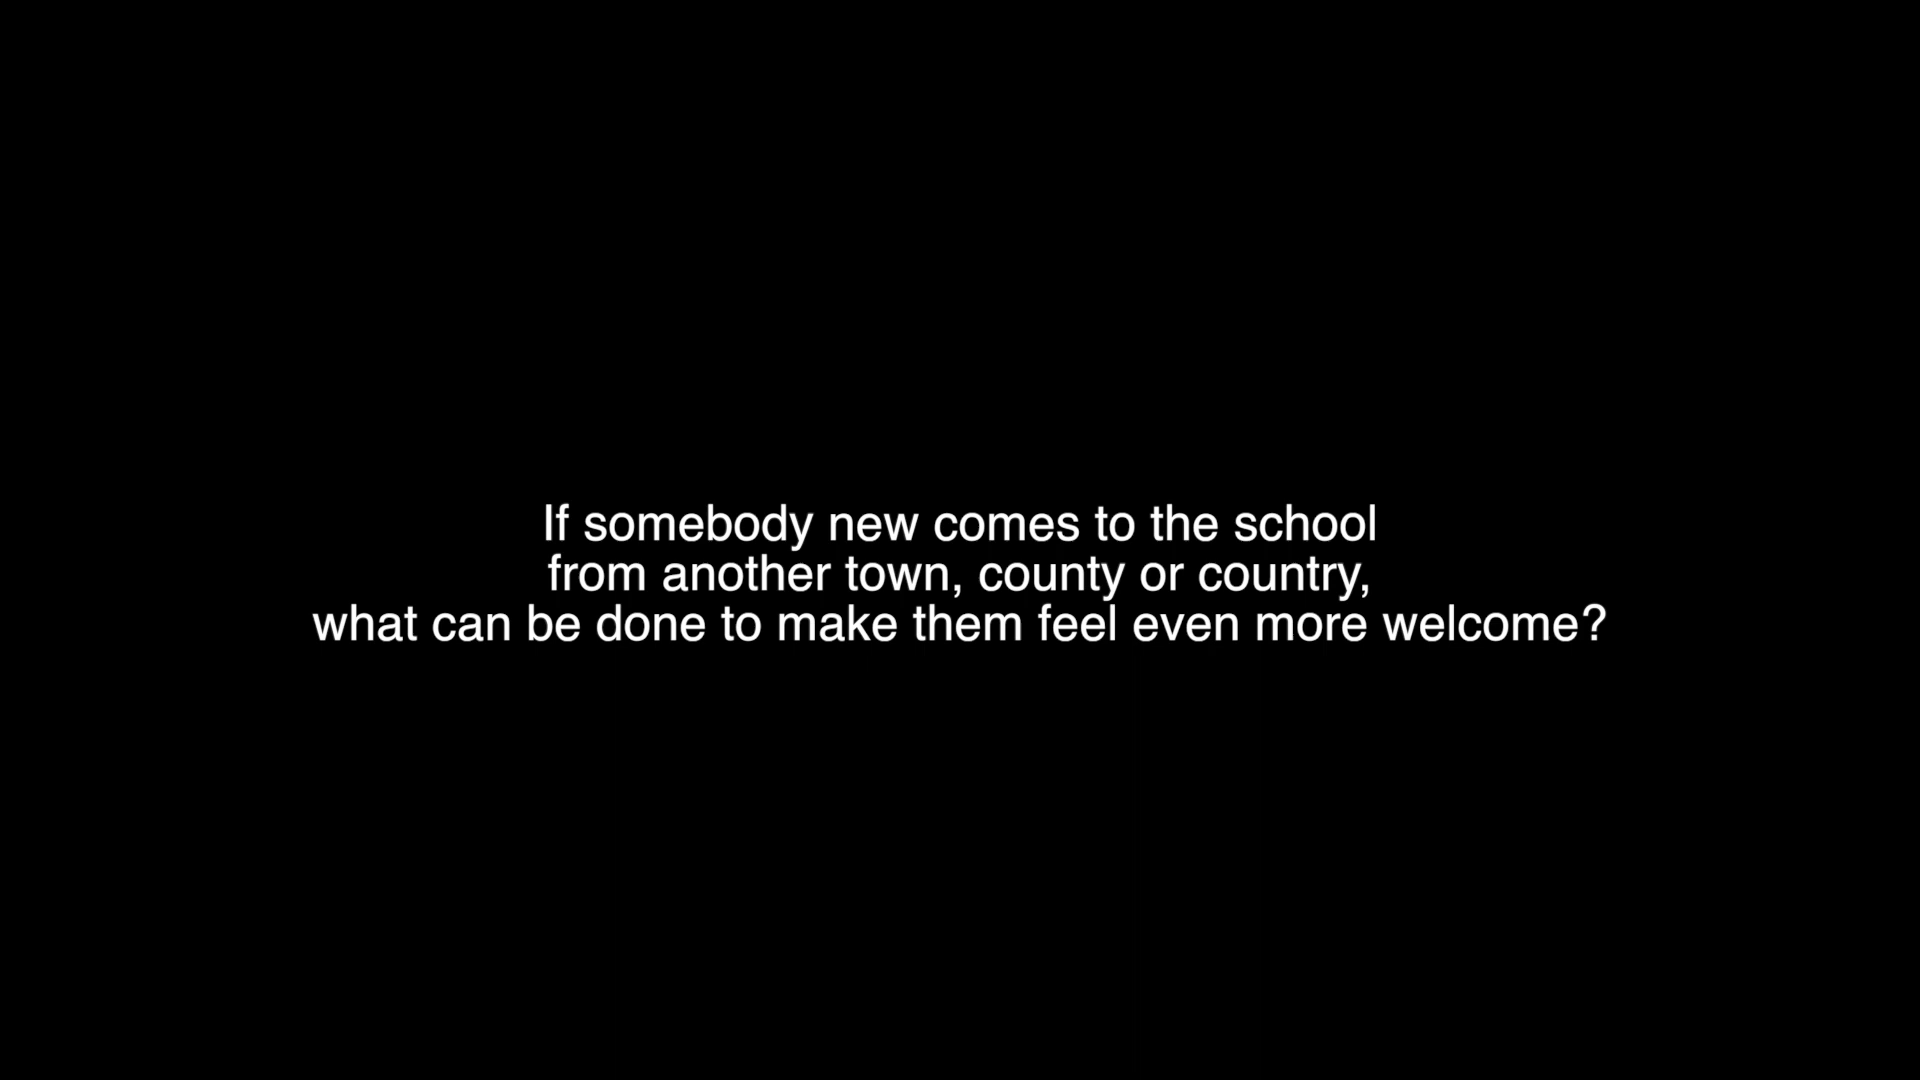 If somebody new comes to the school
from another town, county or country,
what can be done to make them feel even more welcome?